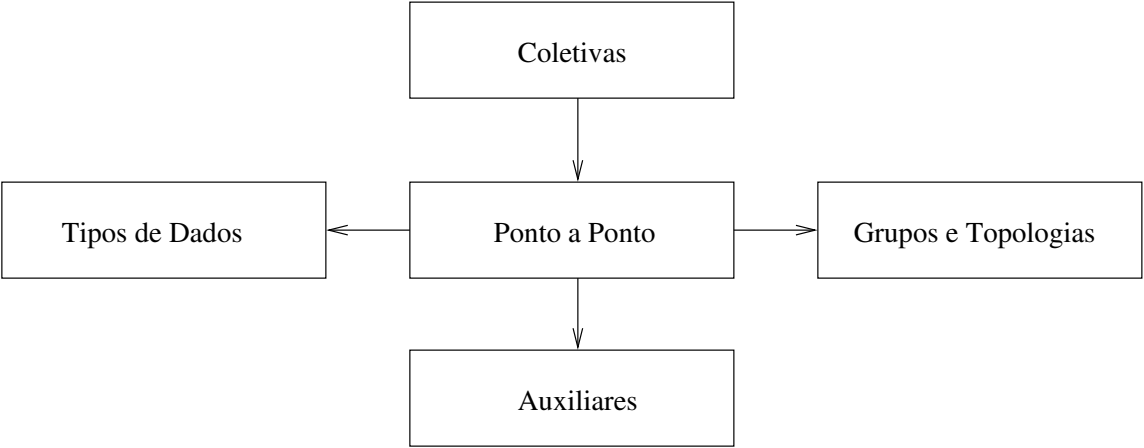 Coletivas
Tipos de Dados
Ponto a Ponto
Grupos e Topologias
Auxiliares